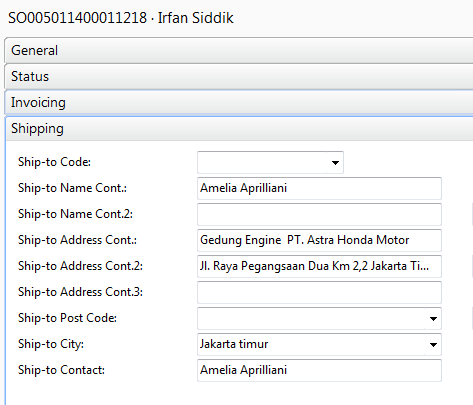 SO005011400011218 · Irfan Siddik
General
Status
Invoicing
Shipping
Ship-to Code:
Ship-to Name Cont.: Amelia Aprilliani
Ship-to Name Cont.2:
Ship-to Address Cont.: Gedung Engine  PT. Astra Honda Motor
Ship-to Address Cont.2: Jl. Raya Pegangsaan Dua Km 2,2 Jakarta Ti...
Ship-to Address Cont.3:
Ship-to Post Code:
Ship-to City: Jakarta timur
Ship-to Contact: Amelia Aprilliani